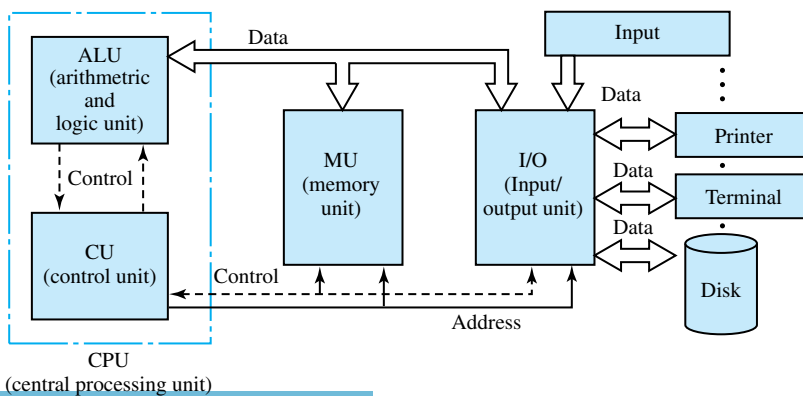 Data
Input
ALU
(arithmetric
and
logic unit)
Data
MU
(memory
unit)
I/O
(Input/
output unit)
Printer
Control
Data
Terminal
CU
(control unit)
Data
Control
Disk
Address
CPU
(central processing unit)